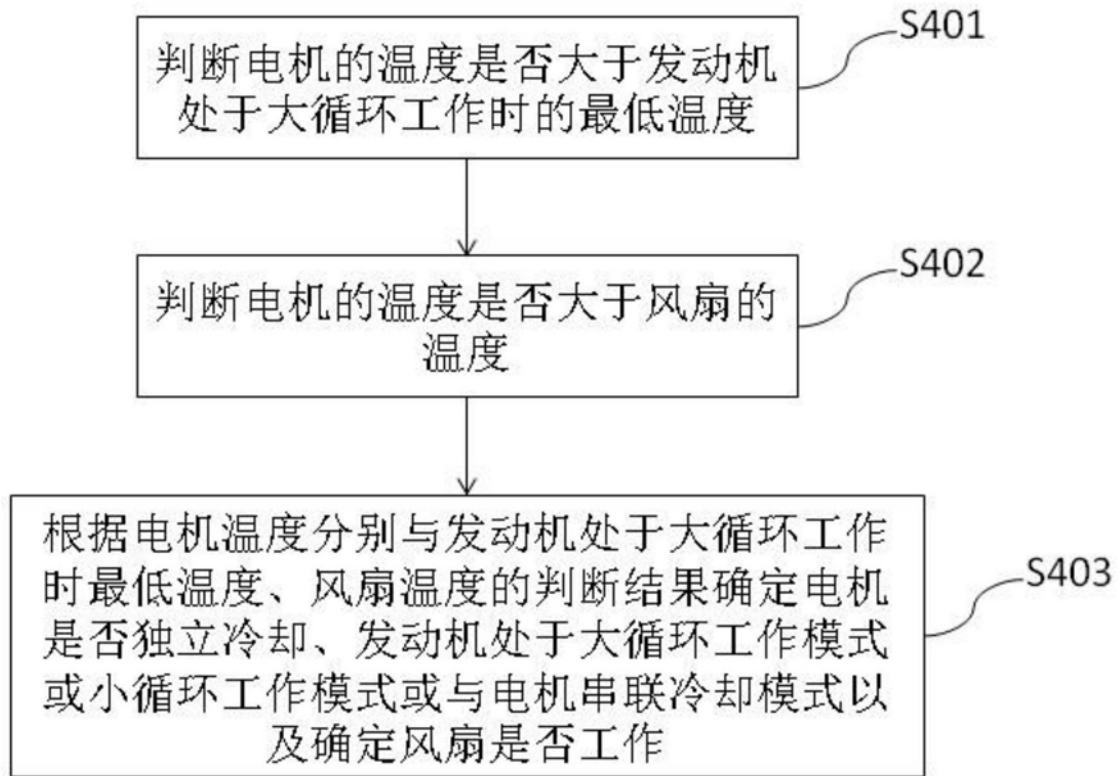 判断电机的温度是否大于发动机
处于大循环工作时的最低温度
S401
判断电机的温度是否大于风扇的
温度
S402
根据电机温度分别与发动机处于大循环工作
时最低温度、风扇温度的判断结果确定电机
是否独立冷却、发动机处于大循环工作模式
或小循环工作模式或与电机串联冷却模式以
及确定风扇是否工作
S403